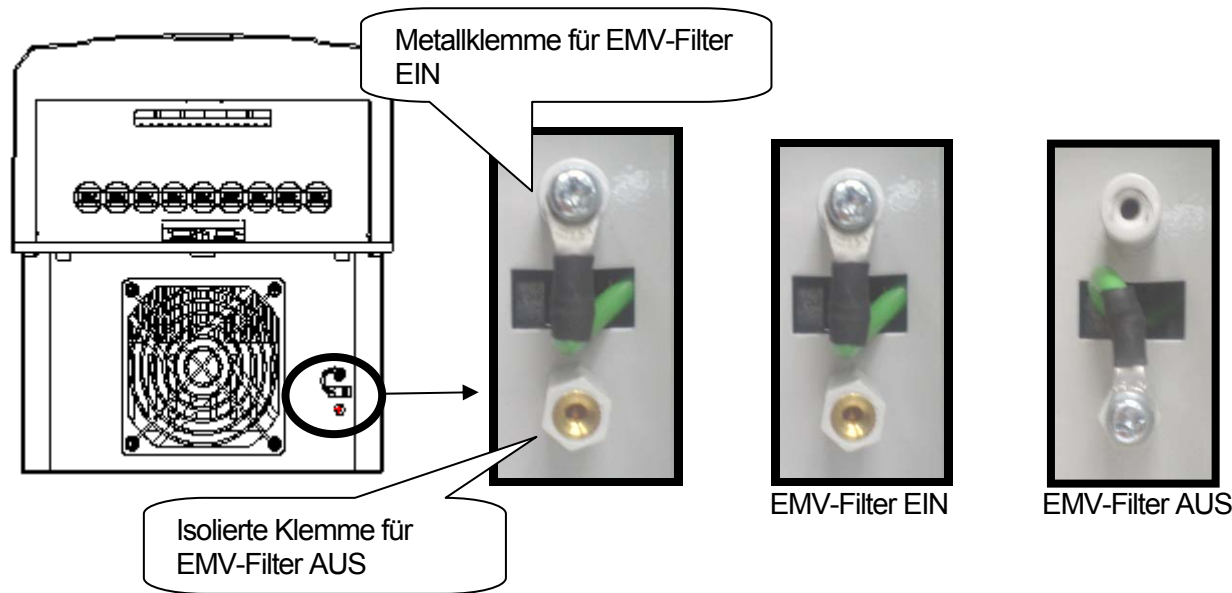 Metallklemme für EMV-Filter
EIN
EMV-Filter EIN
EMV-Filter AUS
Isolierte Klemme für
EMV-Filter AUS